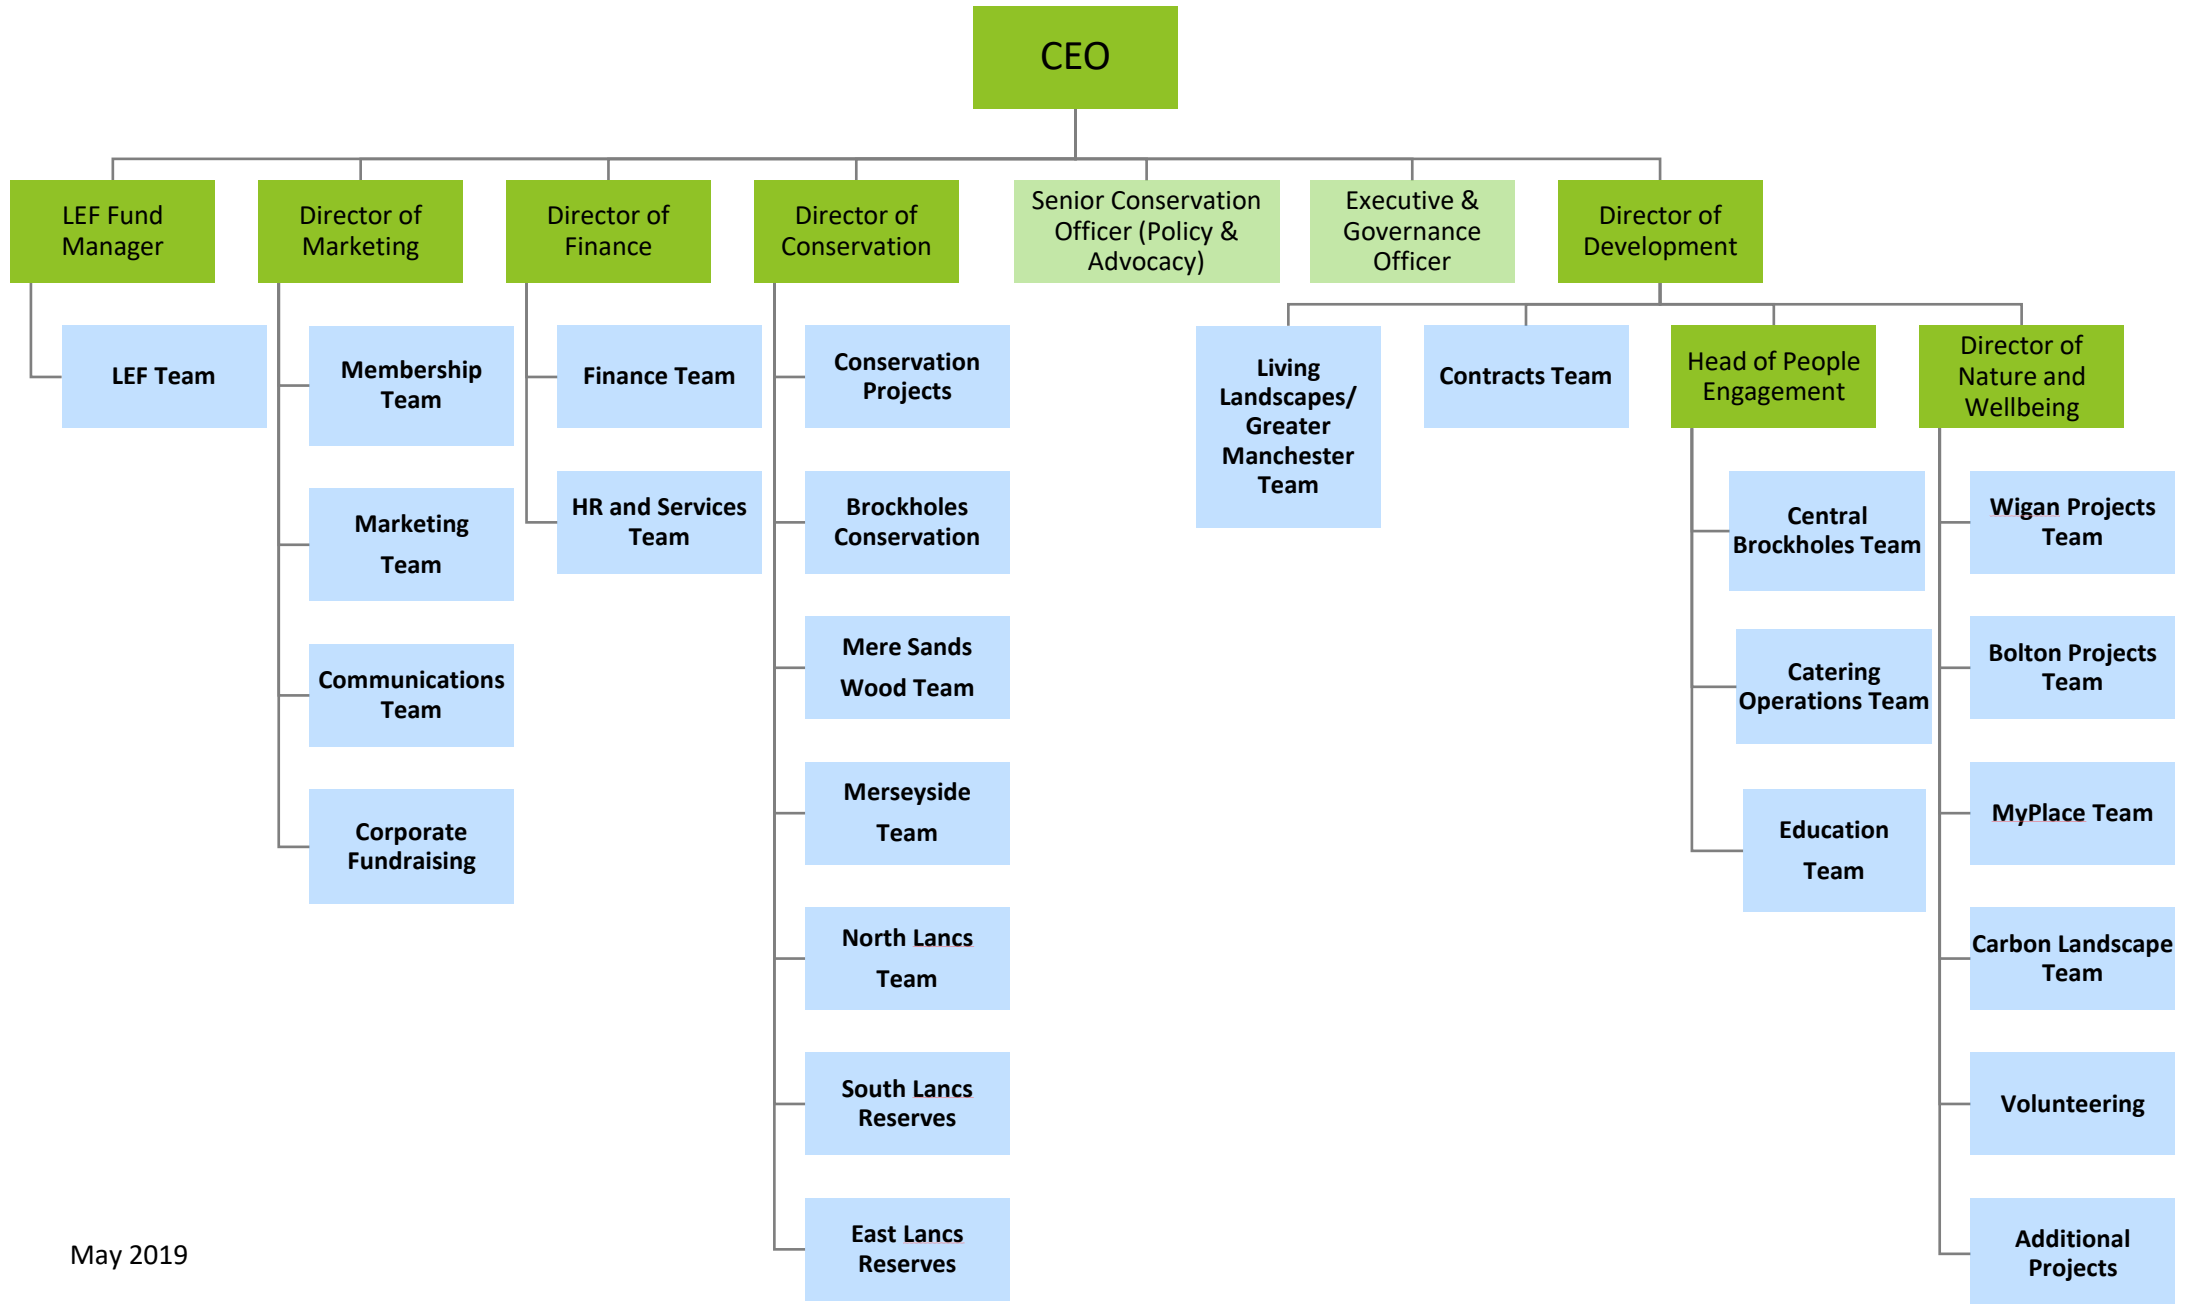 CEO
LEF Fund
Manager
Director of
Marketing
Director of
Finance
Director of
Conservation
Senior Conservation
Officer (Policy &
Advocacy)
Executive &
Governance
Officer
Director of
Development
LEF Team
Membership
Team
Marketing
Team
Communications
Team
Corporate
Fundraising
Finance Team
HR and Services
Team
Conservation
Projects
Brockholes
Conservation
Mere Sands
Wood Team
Merseyside
Team
North Lancs
Team
South Lancs
Reserves
East Lancs
Reserves
Living
Landscapes/
Greater
Manchester
Team
Contracts Team
Head of People
Engagement
Central
Brockholes Team
Catering
Operations Team
Education
Team
Director of
Nature and
Wellbeing
Wigan Projects
Team
Bolton Projects
Team
MyPlace Team
Carbon Landscape
Team
Volunteering
Additional
Projects
May 2019